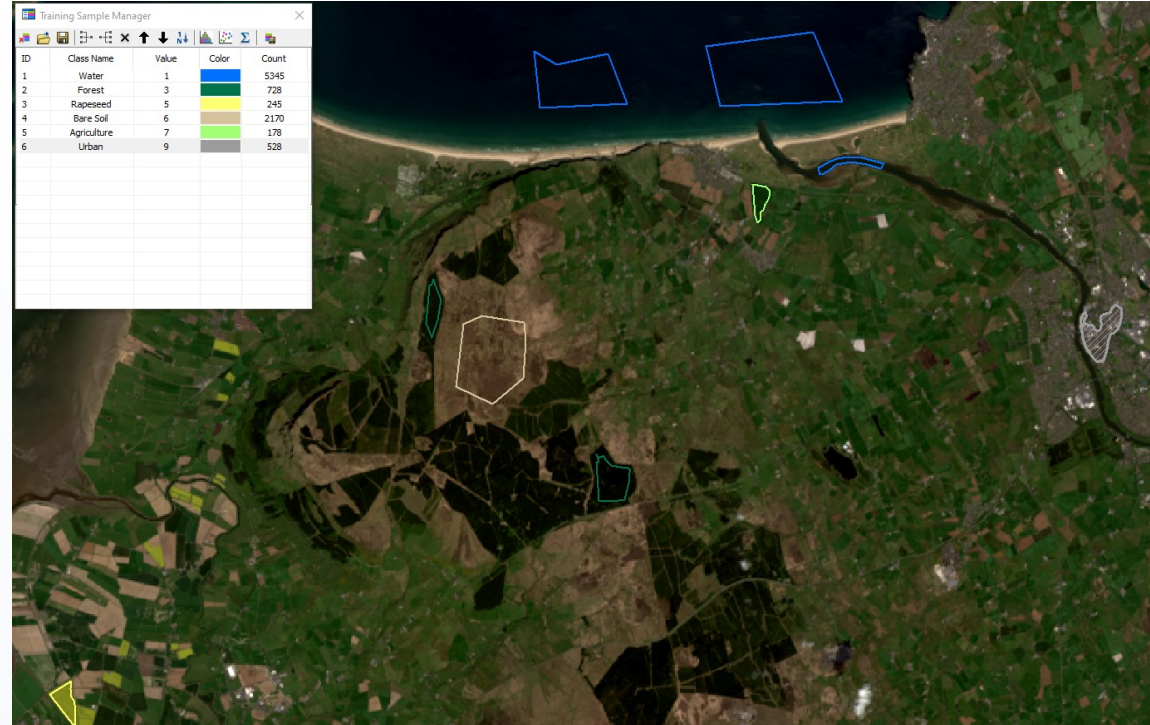 Training Sample Manager
ID Class Name Value Color Count
1 Water 1 5345
2 Forest 3 728
3 Rapeseed 5 245
4 Bare Soil 6 2170
5 Agriculture 7 178
6 Urban 9 528